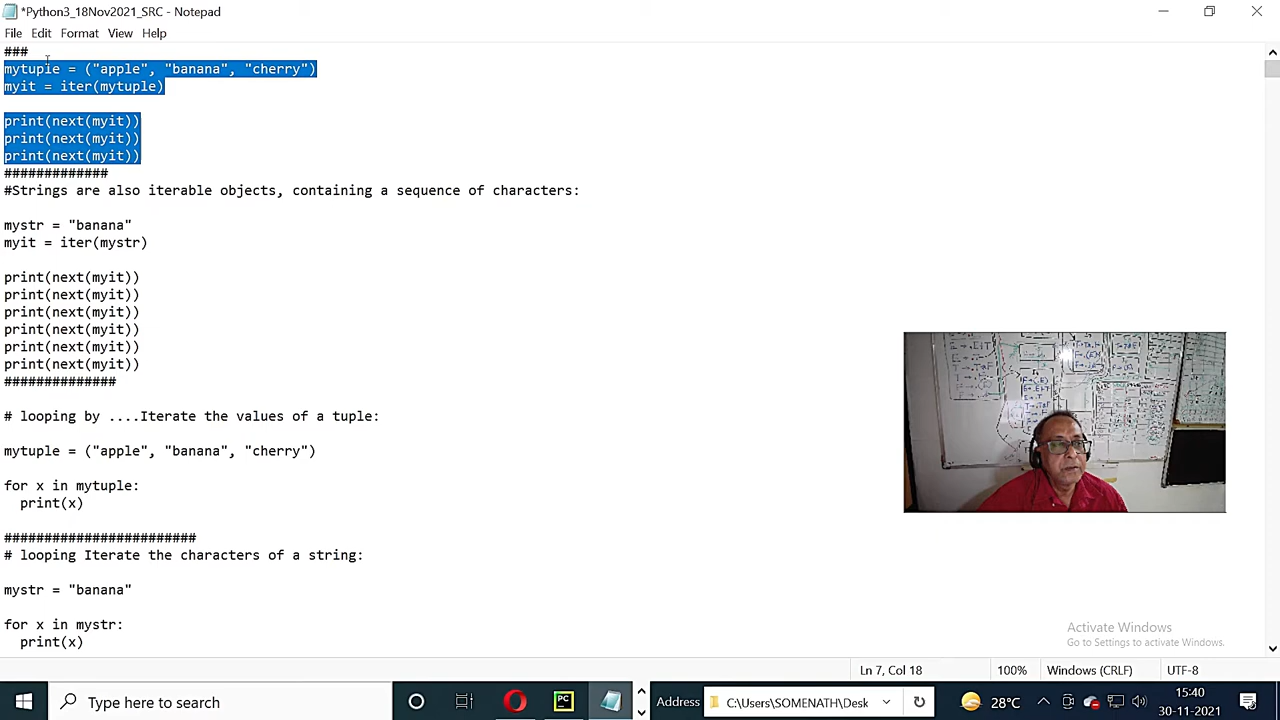 *Python3_18Nov2021_SRC - Notepad
File Edit Format View Help
###
mytuple = ("apple", "banana", "cherry")
myit = iter(mytuple)
print(next(myit))
print(next(myit))
print(next(myit))
#############
#Strings are also iterable objects, containing a sequence of characters:
mystr = "banana"
myit = iter(mystr)
print(next(myit))
print(next(myit))
print(next(myit))
print(next(myit))
print(next(myit))
print(next(myit))
##############
# looping by ....Iterate the values of a tuple:
mytuple = ("apple", "banana", "cherry")
for x in mytuple:
print(x)
########################
# looping Iterate the characters of a string:
mystr = "banana"
for x in mystr:
print(x)
Activate Windows
Go to Settings to activate Windows.
Ln 7, Col 18 100% Windows (CRLF) UTF-8
Type here to search
PC
Address C:\Users\SOMENATH\Desk
28°C
15:40
30-11-2021